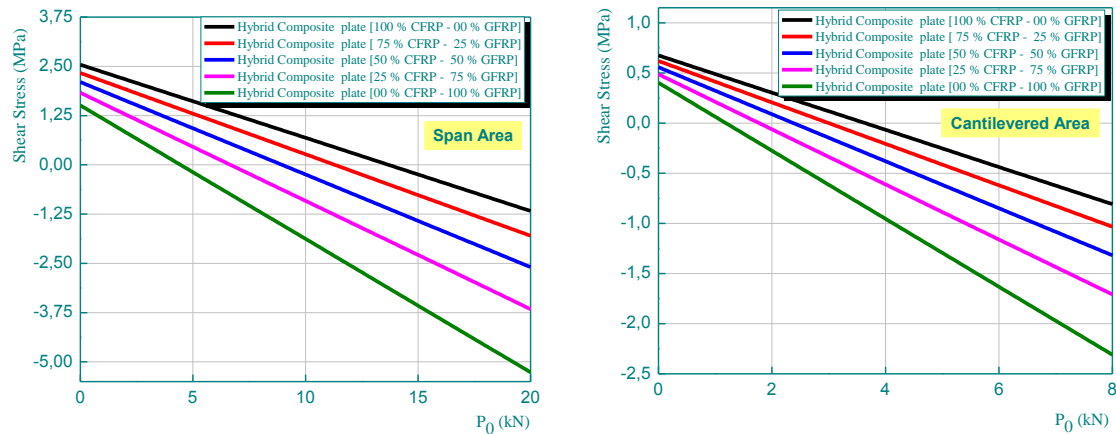 3,75
2,50
1,25
0,00
-1,25
-2,50
-3,75
-5,00
Shear Stress (MPa)
Hybrid Composite plate [100 % CFRP - 00 % GFRP]
Hybrid Composite plate [ 75 % CFRP - 25 % GFRP]
Hybrid Composite plate [50 % CFRP - 50 % GFRP]
Hybrid Composite plate [25 % CFRP - 75 % GFRP]
Hybrid Composite plate [00 % CFRP - 100 % GFRP]
Span Area
0 5 10 15 20
P0 (kN)
1,0
0,5
0,0
-0,5
-1,0
-1,5
-2,0
-2,5
Shear Stress (MPa)
Hybrid Composite plate [100 % CFRP - 00 % GFRP]
Hybrid Composite plate [ 75 % CFRP - 25 % GFRP]
Hybrid Composite plate [50 % CFRP - 50 % GFRP]
Hybrid Composite plate [25 % CFRP - 75 % GFRP]
Hybrid Composite plate [00 % CFRP - 100 % GFRP]
Cantilevered Area
0 2 4 6 8
P0 (kN)